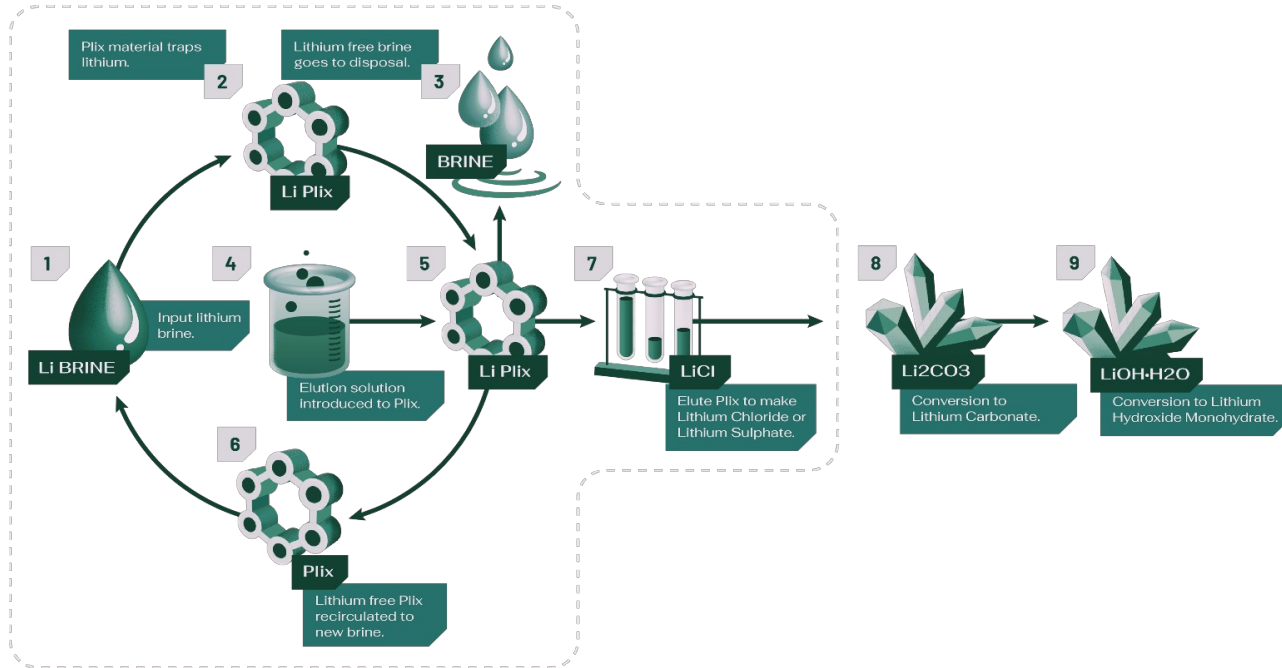 Plix material traps
lithium.
2
Li Plix
Lithium free brine
goes to disposal.
3
BRINE
1
Li BRINE
Input lithium
brine.
4
Elution solution
introduced to Plix.
5
Li Plix
6
Plix
Lithium free Plix
recirculated to
new brine.
7
LiCl
Elute Plix to make
Lithium Chloride or
Lithium Sulphate.
8
Li2CO3
Conversion to
Lithium Carbonate.
9
LiOH·H2O
Conversion to Lithium
Hydroxide Monohydrate.